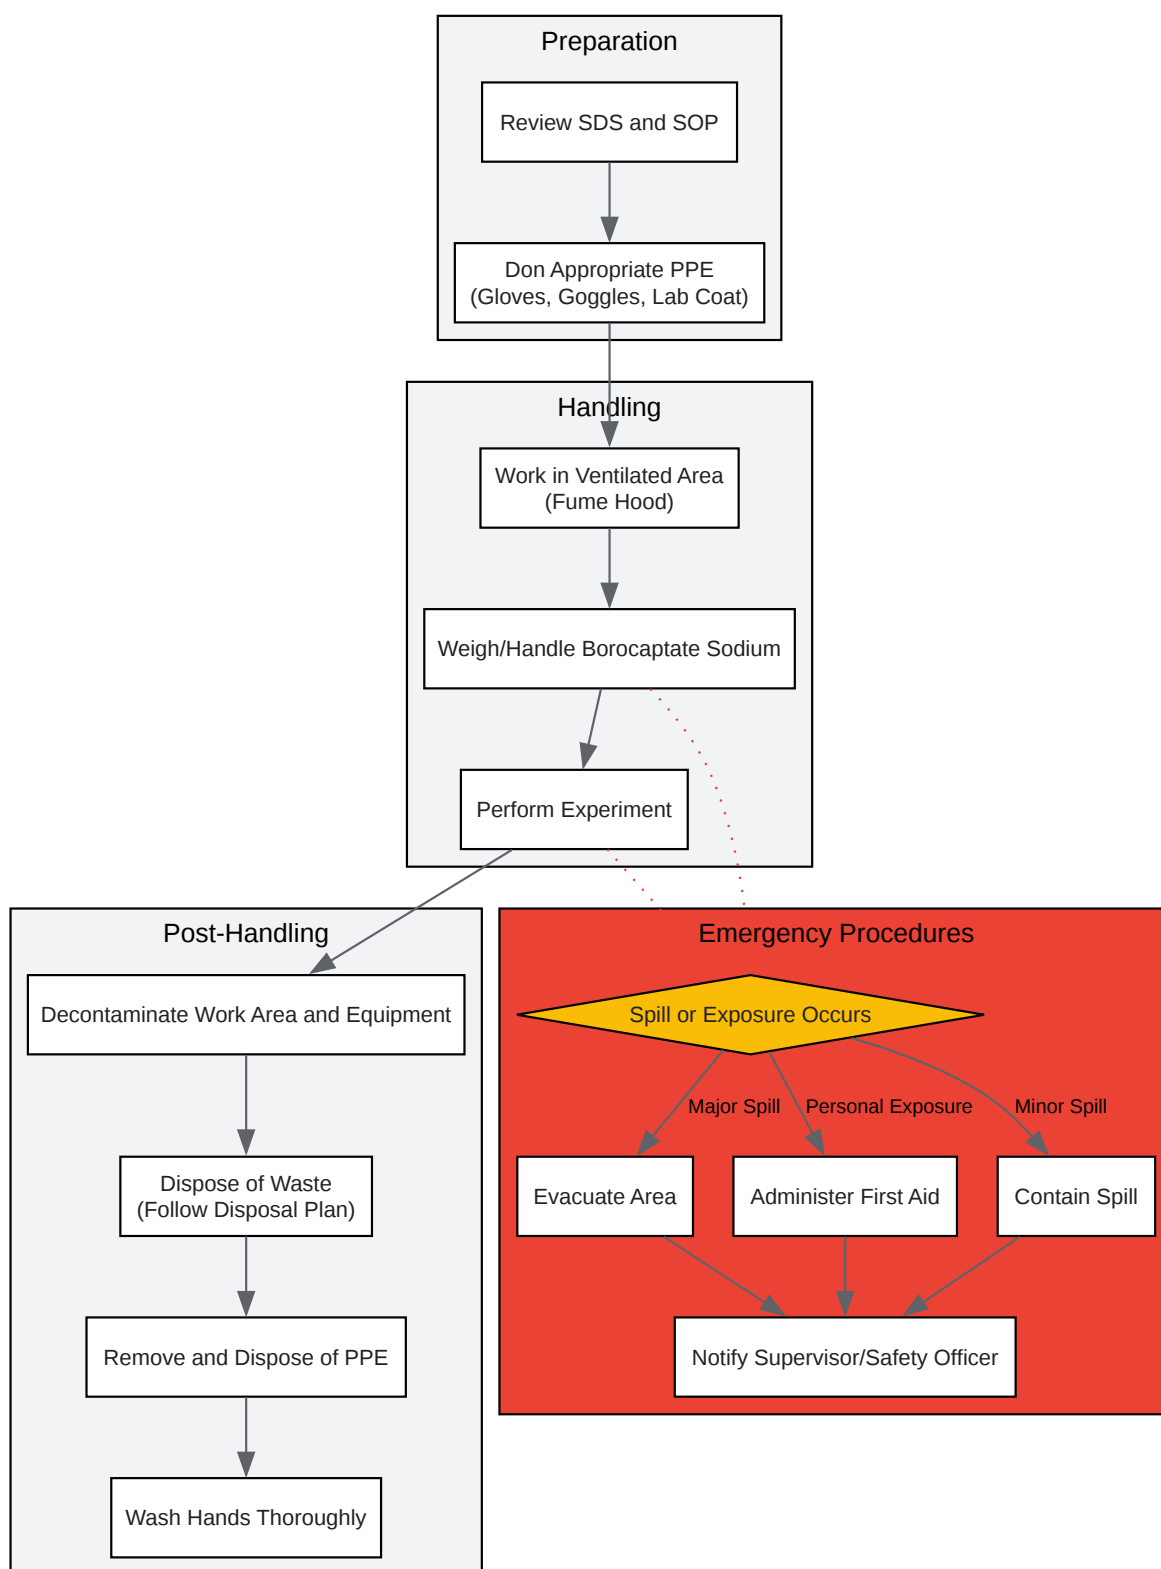 Preparation
Review SDS and SOP
Don Appropriate PPE
(Gloves, Goggles, Lab Coat)
Handling
Work in Ventilated Area
(Fume Hood)
Weigh/Handle Borocaptate Sodium
Perform Experiment
Post-Handling
Decontaminate Work Area and Equipment
Dispose of Waste
(Follow Disposal Plan)
Remove and Dispose of PPE
Wash Hands Thoroughly
Emergency Procedures
Spill or Exposure Occurs
Major Spill
Personal Exposure
Minor Spill
Evacuate Area
Administer First Aid
Contain Spill
Notify Supervisor/Safety Officer